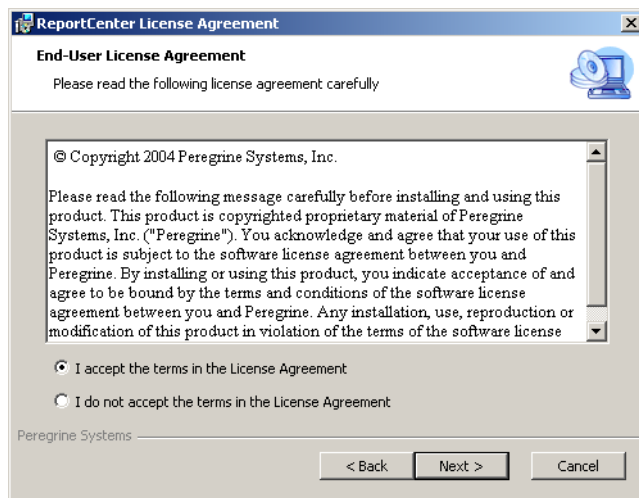 ReportCenter License Agreement
End-User License Agreement
Please read the following license agreement carefully
© Copyright 2004 Peregrine Systems, Inc.
Please read the following message carefully before installing and using this
product. This product is copyrighted proprietary material of Peregrine
Systems, Inc. ("Peregrine"). You acknowledge and agree that your use of this
product is subject to the software license agreement between you and
Peregrine. By installing or using this product, you indicate acceptance of and
agree to be bound by the terms and conditions of the software license
agreement between you and Peregrine. Any installation, use, reproduction or
modification of this product in violation of the terms of the software license
I accept the terms in the License Agreement
I do not accept the terms in the License Agreement
Peregrine Systems
< Back Next > Cancel